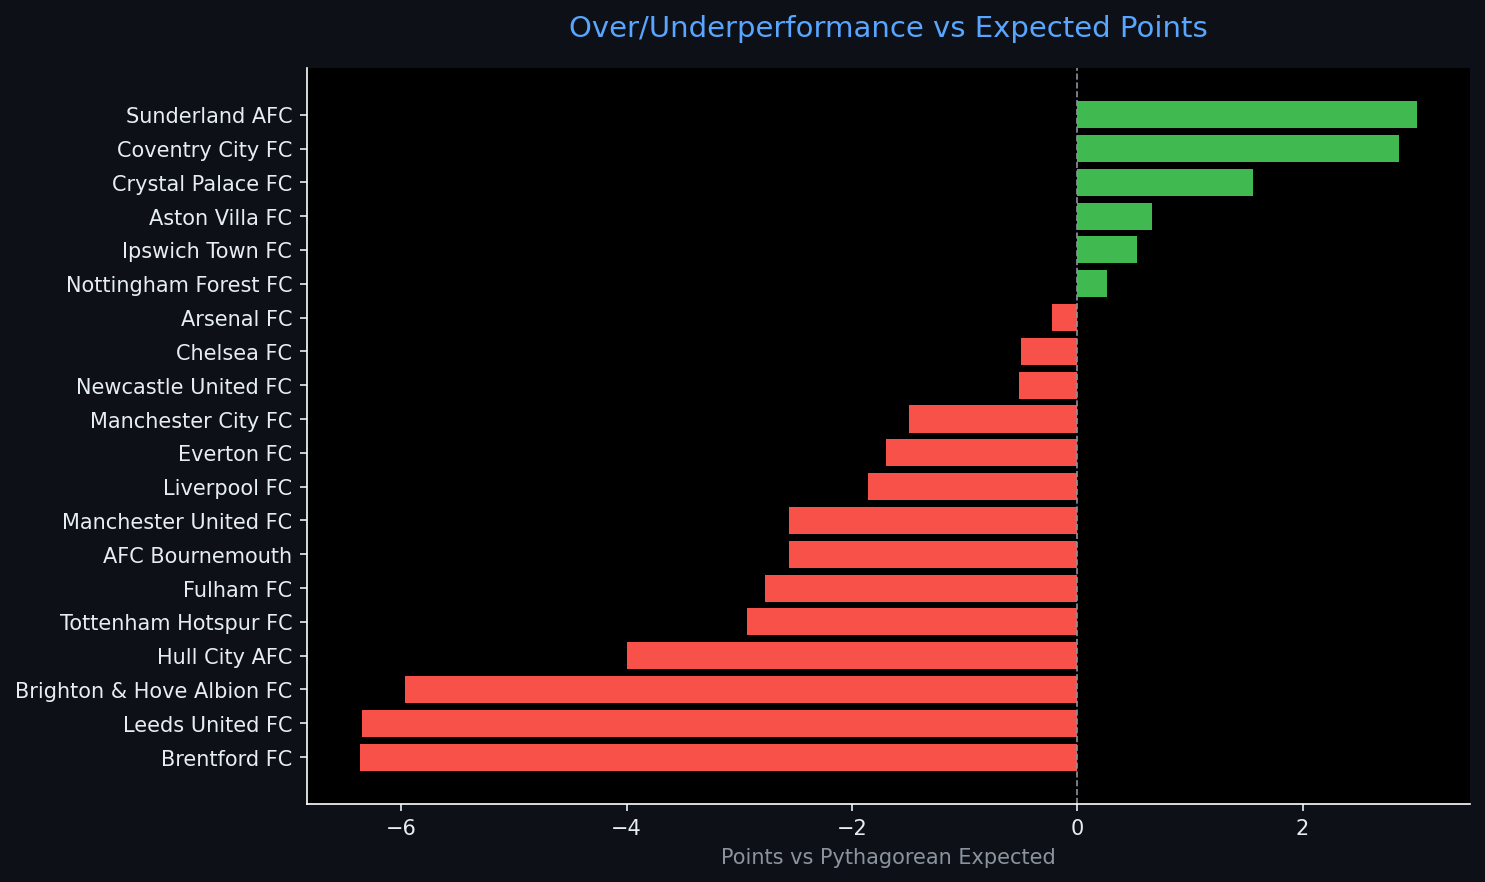 Over/Underperformance vs Expected Points
Sunderland AFC
Coventry City FC
Crystal Palace FC
Aston Villa FC
Ipswich Town FC
Nottingham Forest FC
Arsenal FC
Chelsea FC
Newcastle United FC
Manchester City FC
Everton FC
Liverpool FC
Manchester United FC
AFC Bournemouth
Fulham FC
Tottenham Hotspur FC
Hull City AFC
Brighton & Hove Albion FC
Leeds United FC
Brentford FC
−6 −4 −2 0 2
Points vs Pythagorean Expected